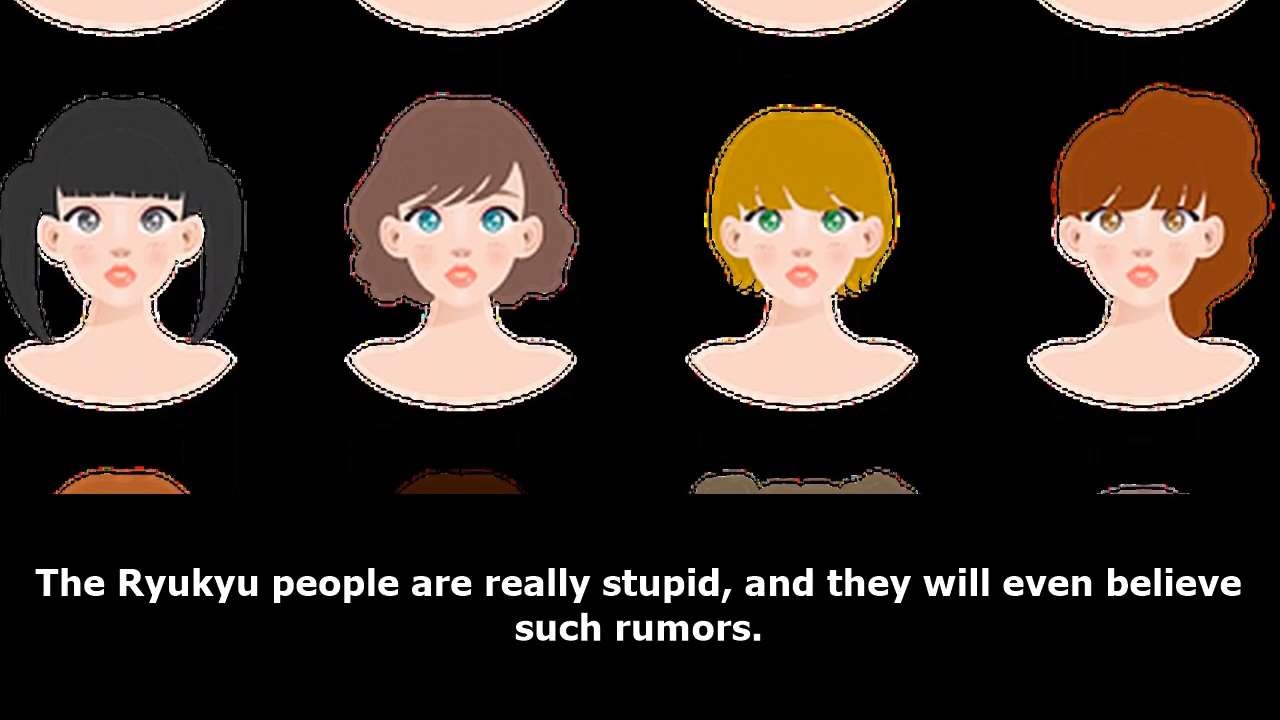 The Ryukyu people are really stupid, and they will even believe
such rumors.